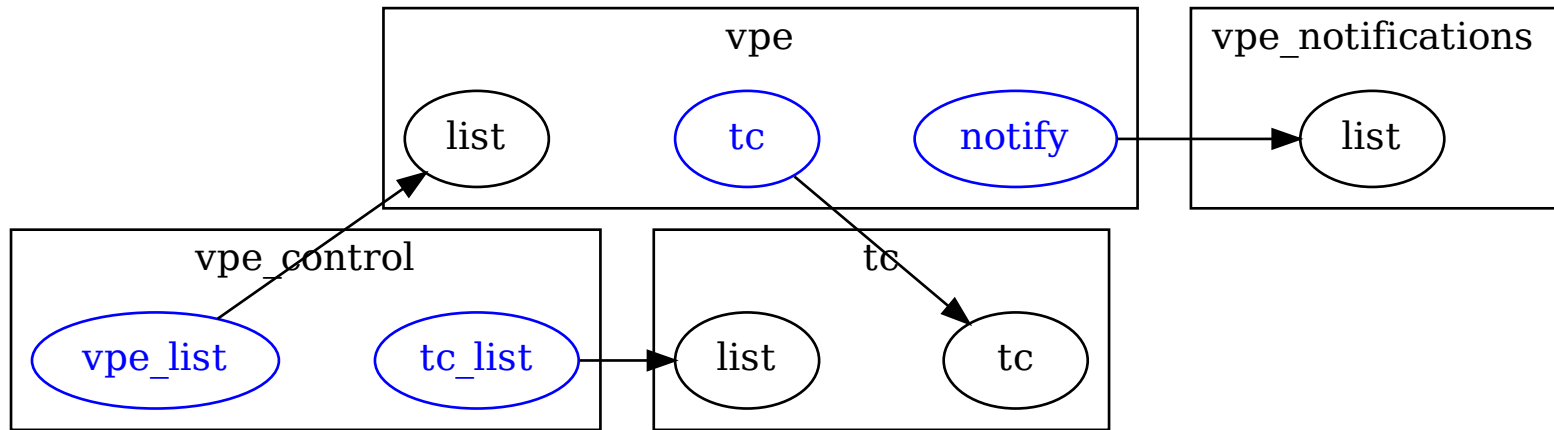 vpe
vpe_notifications
list
tc
notify
list
vpe_control
tc
vpe_list
tc_list
list
tc